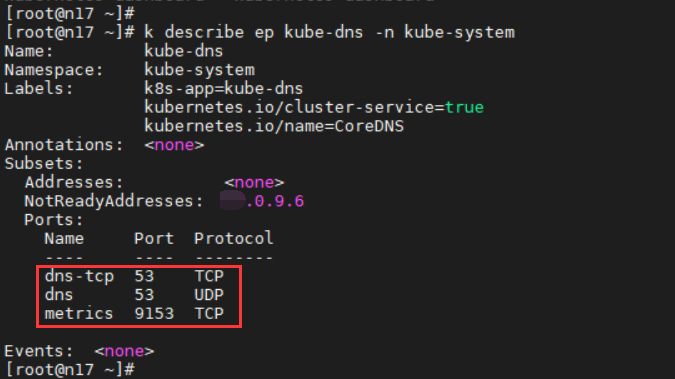 [root@n17 ~]#
[root@n17 ~]# k describe ep kube-dns -n kube-system
Name: kube-dns
Namespace: kube-system
Labels: k8s-app=kube-dns
kubernetes.io/cluster-service=true
kubernetes.io/name=CoreDNS
Annotations: <none>
Subsets:
Addresses: <none>
NotReadyAddresses: .0.9.6
Ports:
Name Port Protocol
---- ---- --------
dns-tcp 53 TCP
dns 53 UDP
metrics 9153 TCP
Events: <none>
[root@n17 ~]#